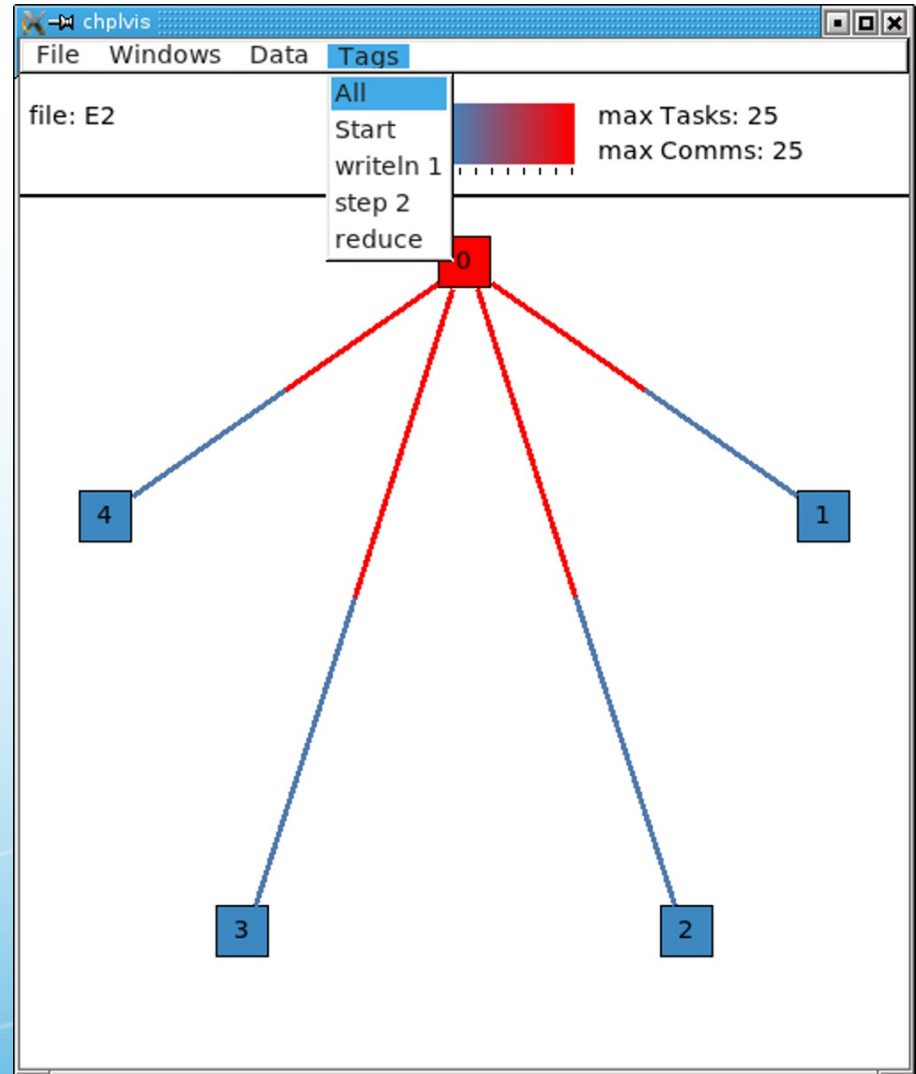 chplvis
File Windows Data Tags
All
Start
writeln 1
step 2
reduce
file: E2
max Tasks: 25
max Comms: 25
0
4
1
3
2